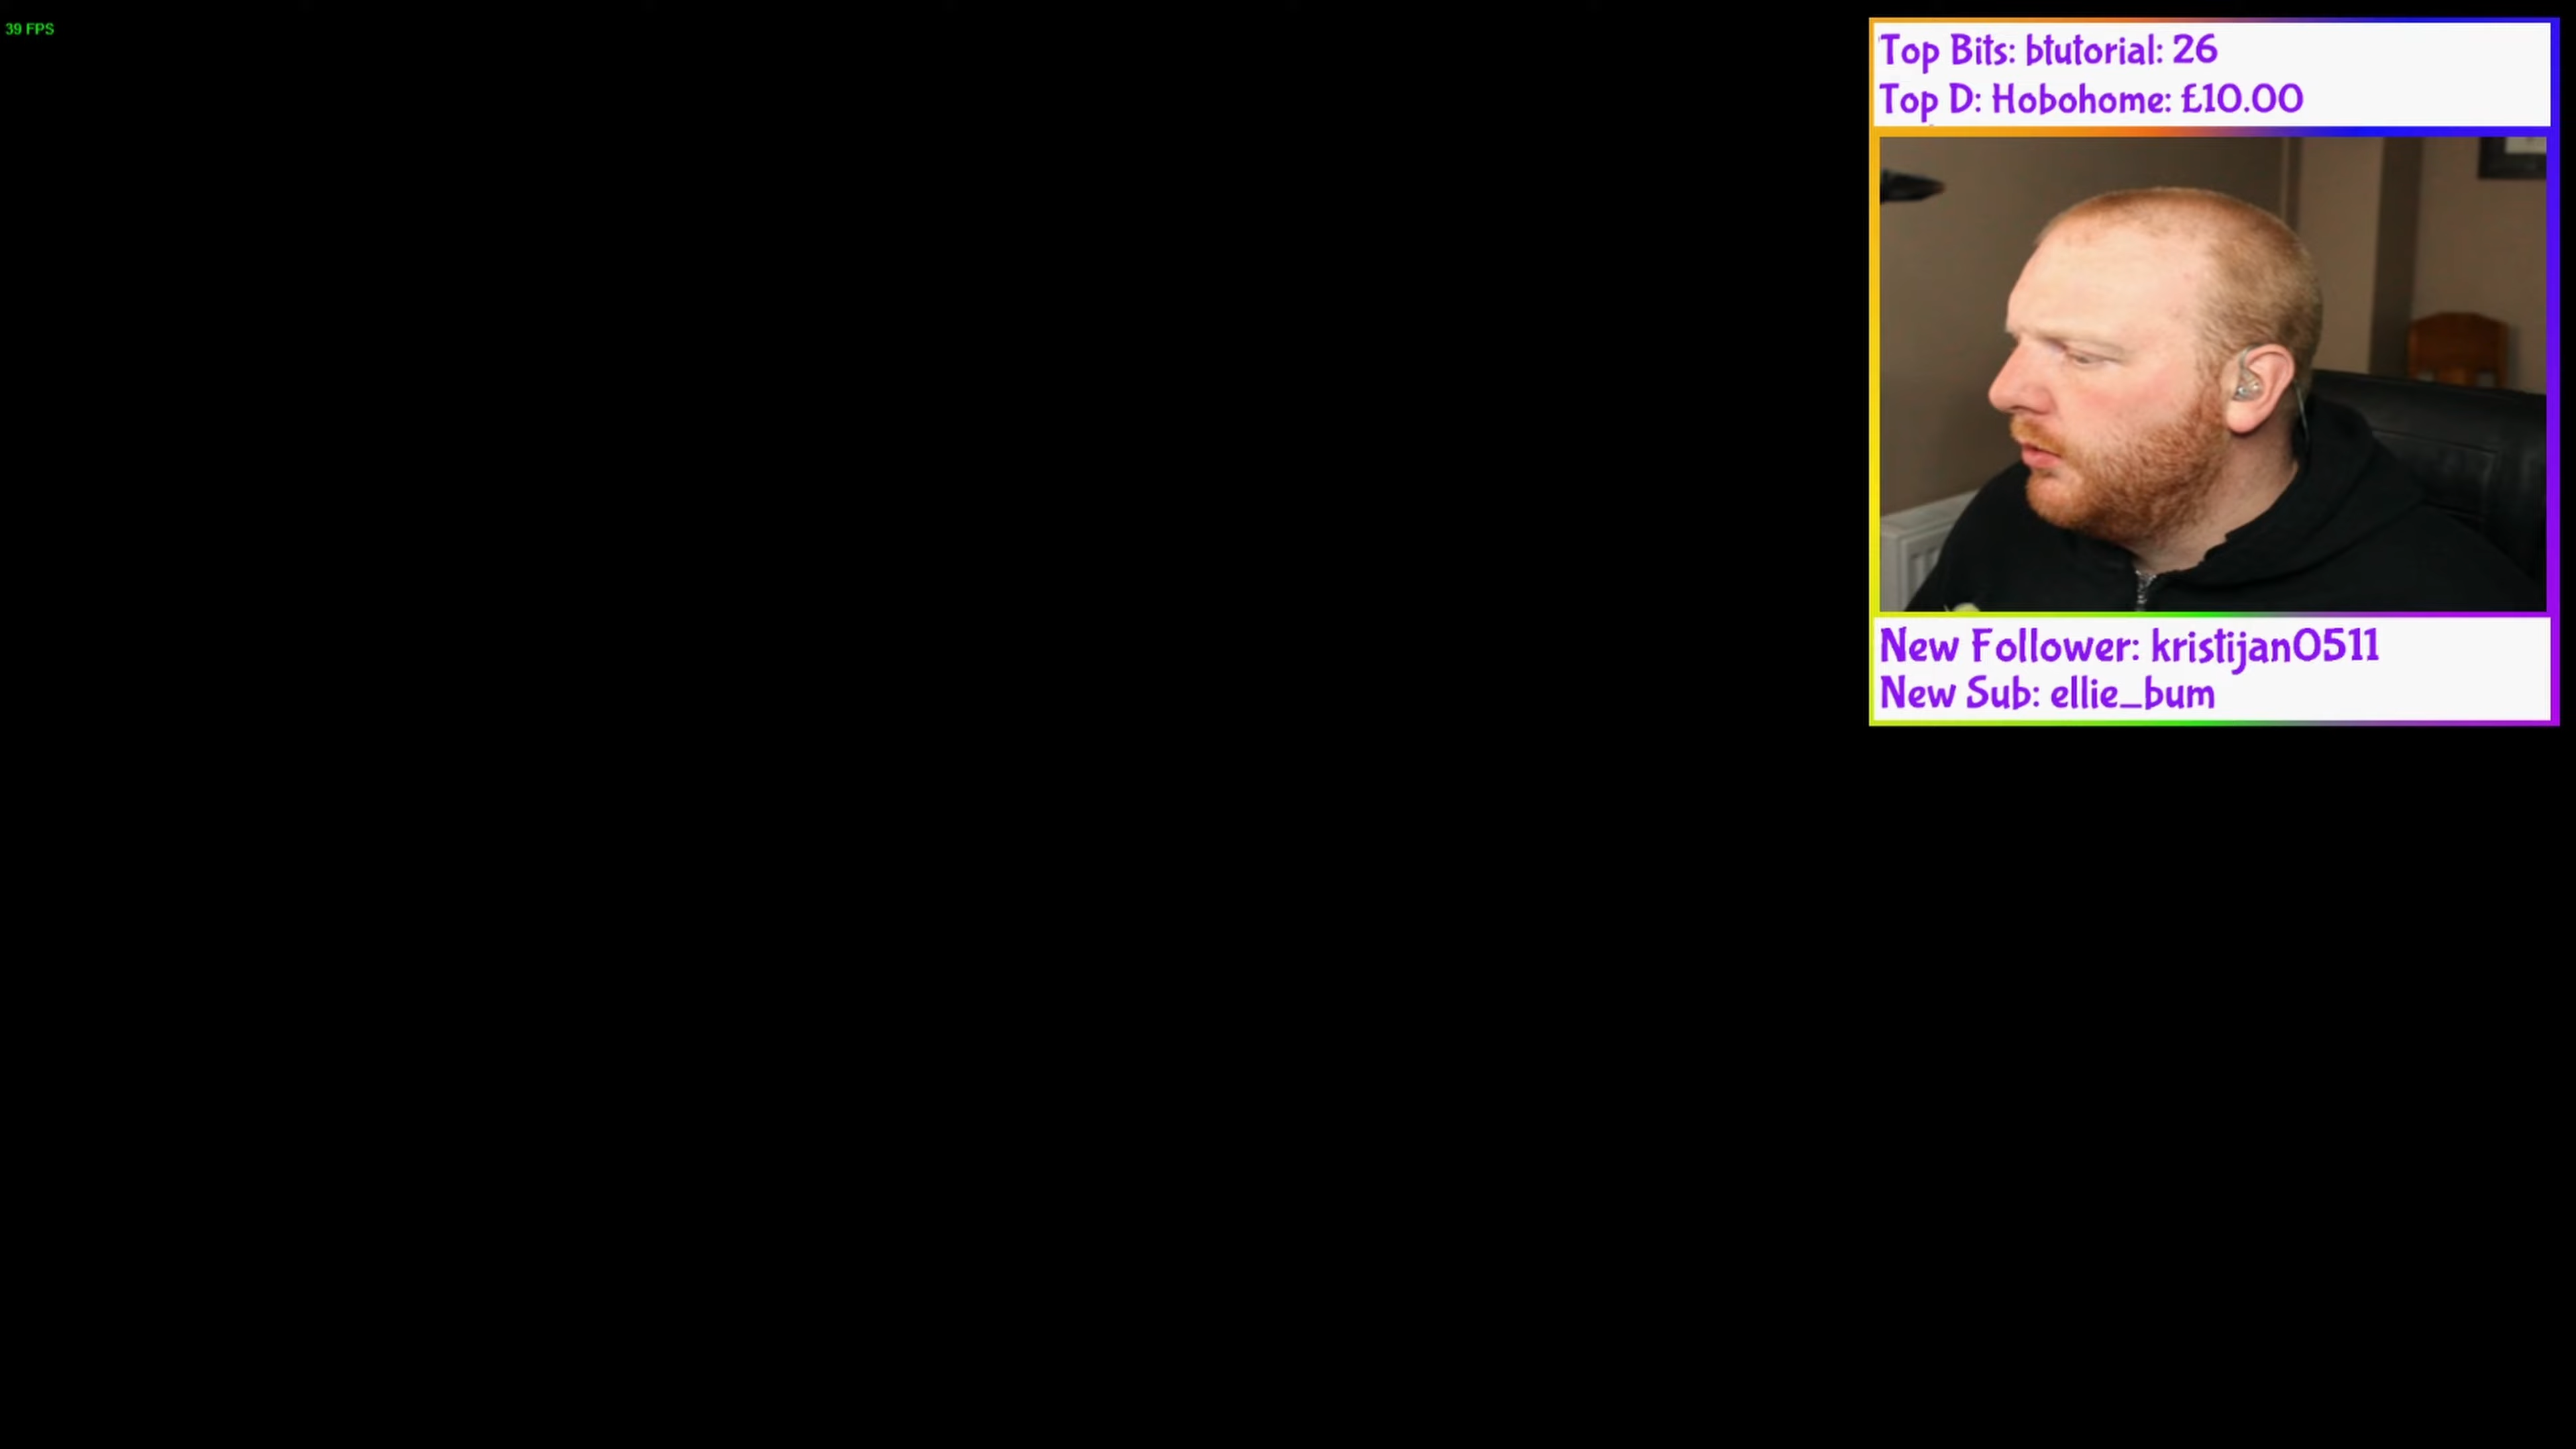 39 FPS
Top Bits: btutorial: 26
Top D: Hobohome: £10.00
New Follower: kristijan0511
New Sub: ellie_bum